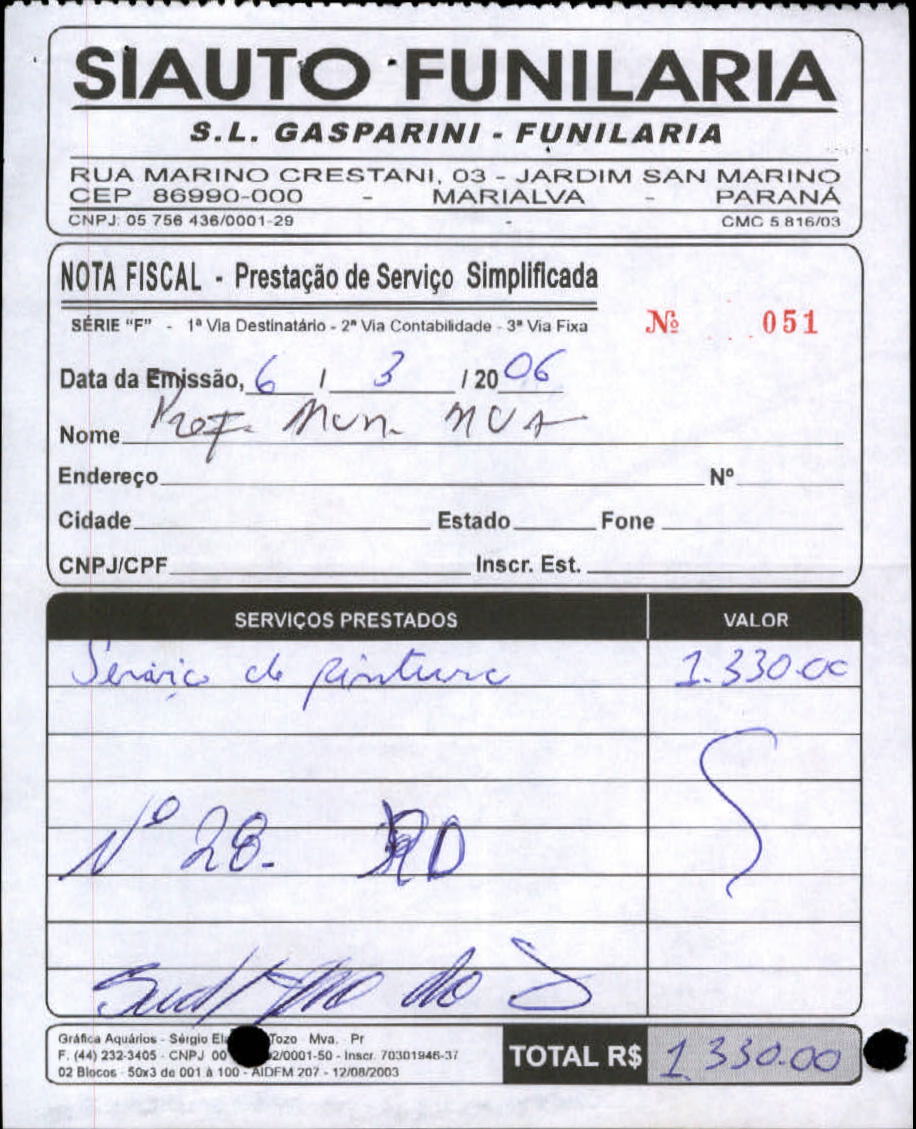 SIAUTO FUNILARIA
S.L. GASPARINI - FUNILARIA
RUA MARINO CRESTANI, 03 - JARDIM SAN MARINO
CEP 86990-000 - MARIALVA - PARANÁ
CNPJ: 05 756 436/0001-29 - CMC 5.816/03
NOTA FISCAL - Prestação de Serviço Simplificada
SÉRIE "F" - 1ª Via Destinatário - 2ª Via Contabilidade - 3ª Via Fixa Nº 051
Data da Emissão, 6 / 3 / 20 06
Nome Pref. Mun. MVA
Endereço Nº
Cidade Estado Fone
CNPJ/CPF Inscr. Est.
SERVIÇOS PRESTADOS VALOR
Serviço de pintura 1.330.00
Nº 28.
Gráfica Aquários - Sérgio Tozo Mva. Pr
F. (44) 232-3405 - CNPJ 00 2/0001-50 - Inscr. 70301946-37
02 Blocos - 50x3 de 001 à 100 - AIDFM 207 - 12/08/2003
TOTAL R$ 1.330.00